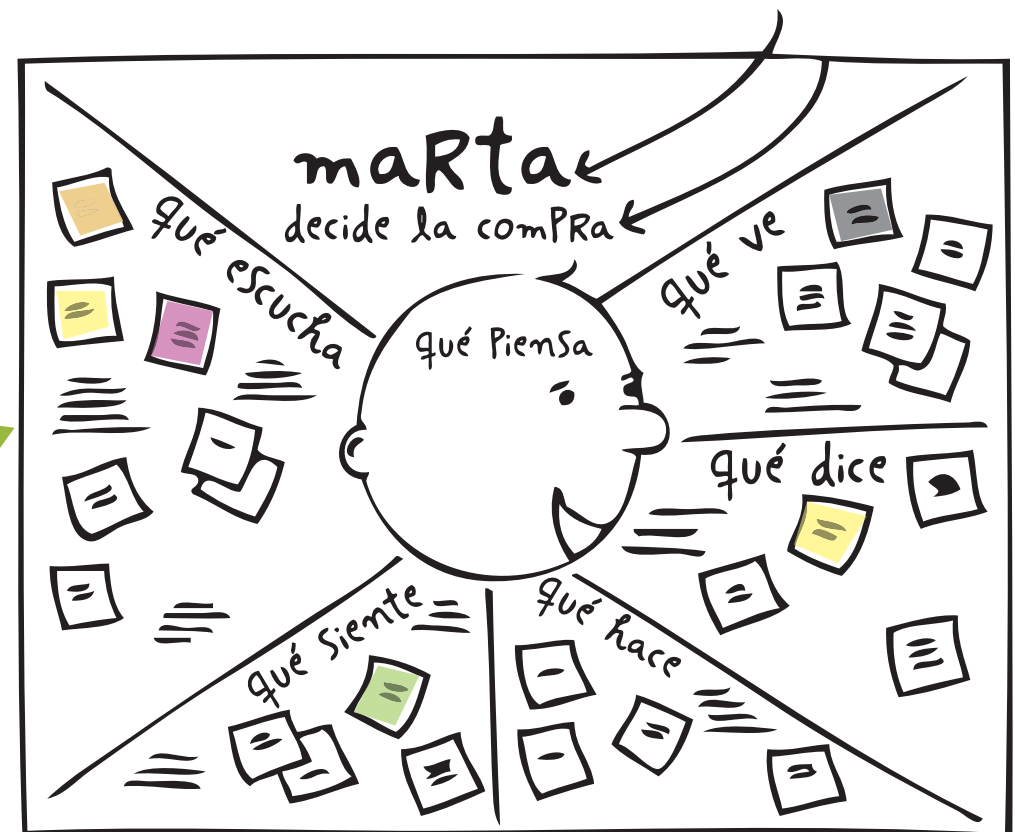 maRta
decide la comPRa
qué escucha
qué ve
qué Piensa
qué dice
qué siente
qué hace